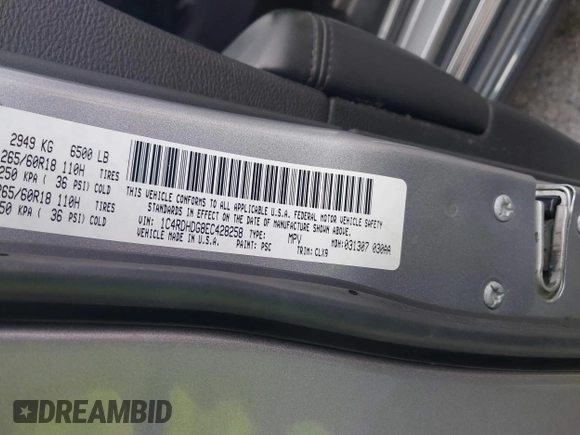 2949 KG 6500 LB
265/60R18 110H TIRES
250 KPA ( 36 PSI) COLD
265/60R18 110H TIRES
250 KPA ( 36 PSI) COLD
THIS VEHICLE CONFORMS TO ALL APPLICABLE U.S.A. FEDERAL MOTOR VEHICLE SAFETY
STANDARDS IN EFFECT ON THE DATE OF MANUFACTURE SHOWN ABOVE.
VIN: 1C4RDHDG8EC428258 TYPE: MPV MDH: 031307 030AA
VEHICLE MADE IN U.S.A. PAINT: PSC TRIM: CLX9
DREAMBID